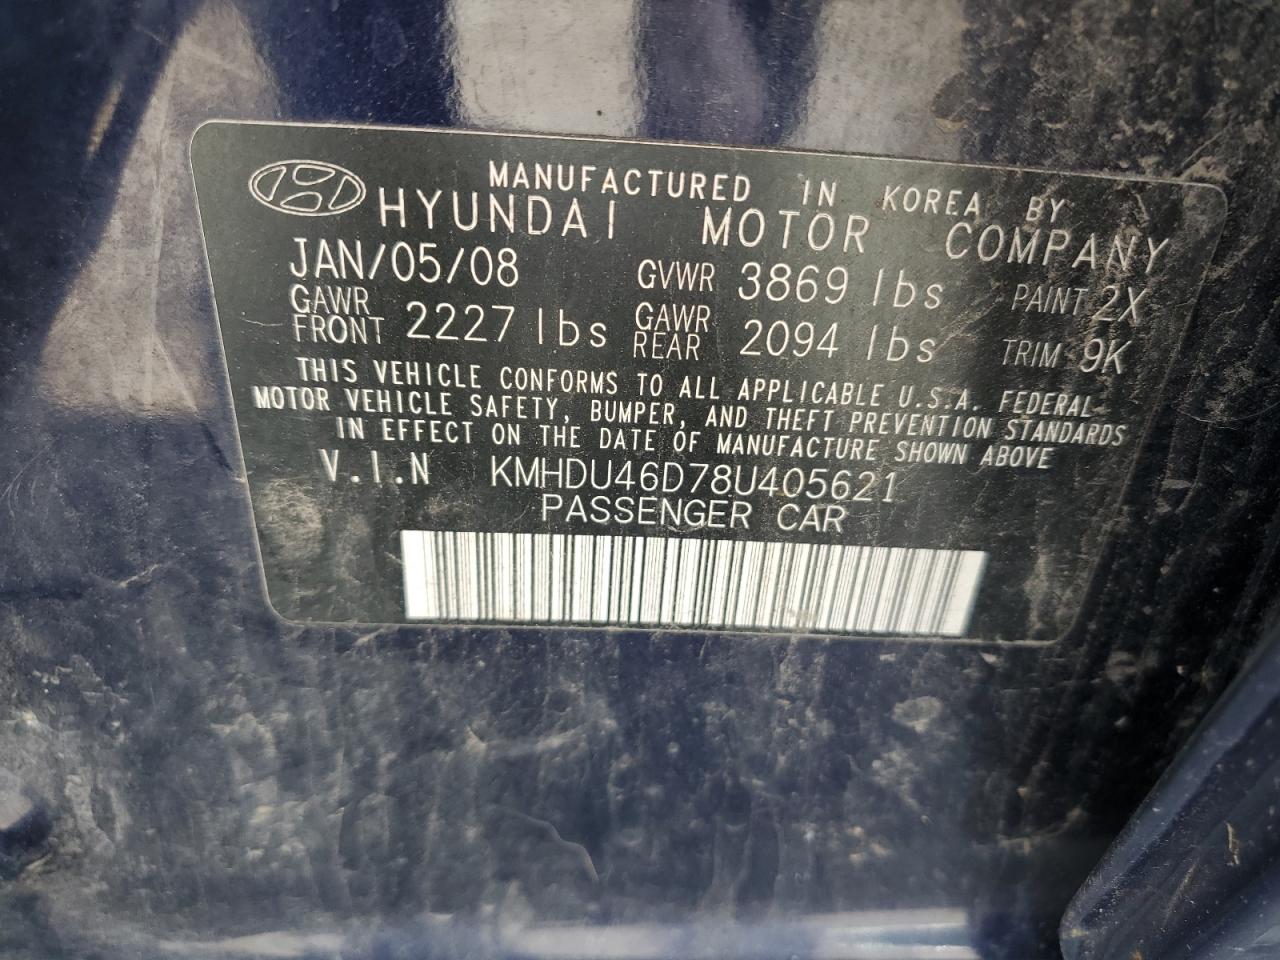 MANUFACTURED IN KOREA BY
HYUNDAI MOTOR COMPANY
JAN/05/08 GVWR 3869 lbs PAINT 2X
GAWR FRONT 2227 lbs GAWR REAR 2094 lbs TRIM 9K
THIS VEHICLE CONFORMS TO ALL APPLICABLE U.S.A. FEDERAL
MOTOR VEHICLE SAFETY, BUMPER, AND THEFT PREVENTION STANDARDS
IN EFFECT ON THE DATE OF MANUFACTURE SHOWN ABOVE
V.I.N KMHDU46D78U405621
PASSENGER CAR